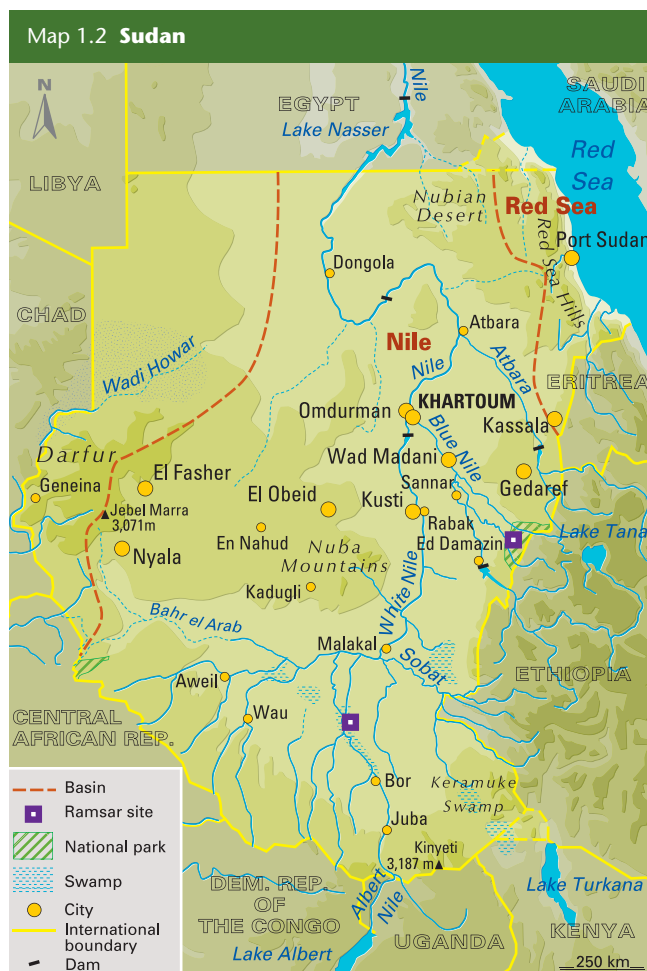 Map 1.2 Sudan
N
EGYPT
Nile
SAUDI
ARABIA
Lake Nasser
Red
Sea
LIBYA
Nubian
Desert
Red Sea
Port Sudan
Red Sea Hills
Dongola
CHAD
Atbara
Nile
Wadi Howar
Nile
Atbara
ERITREA
Omdurman
KHARTOUM
Kassala
Blue Nile
Darfur
Wad Madani
El Fasher
Geneina
Sannar
Gedaref
El Obeid
Kusti
Jebel Marra
3,071m
Rabak
Lake Tana
En Nahud
Ed Damazin
Nyala
Nuba
Mountains
White Nile
Kadugli
Bahr el Arab
Malakal
Sobat
ETHIOPIA
Aweil
CENTRAL
AFRICAN REP.
Wau
Bor
Keramuke
Swamp
Juba
Kinyeti
3,187 m
DEM. REP.
OF
THE CONGO
Albert
Nile
Lake Turkana
Lake Albert
UGANDA
KENYA
Basin
Ramsar site
National park
Swamp
City
International
boundary
Dam
250 km